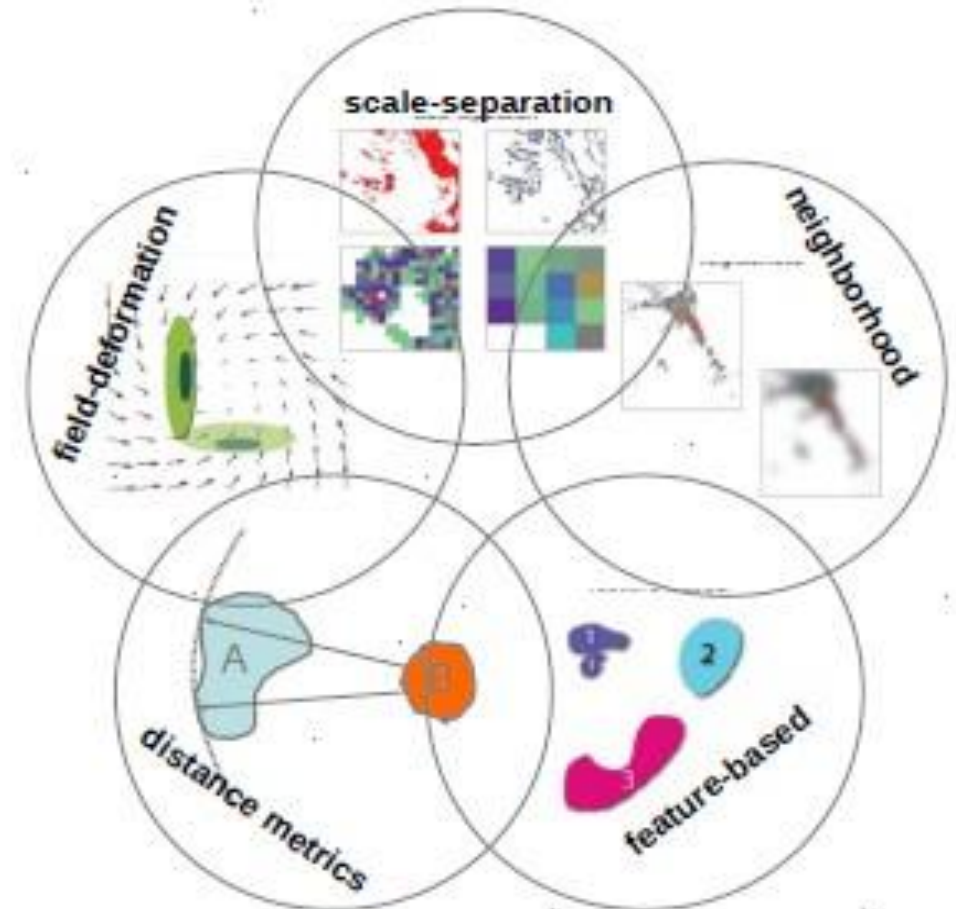 scale-separation
neighborhood
field-deformation
A
B
distance metrics
1
2
3
feature-based